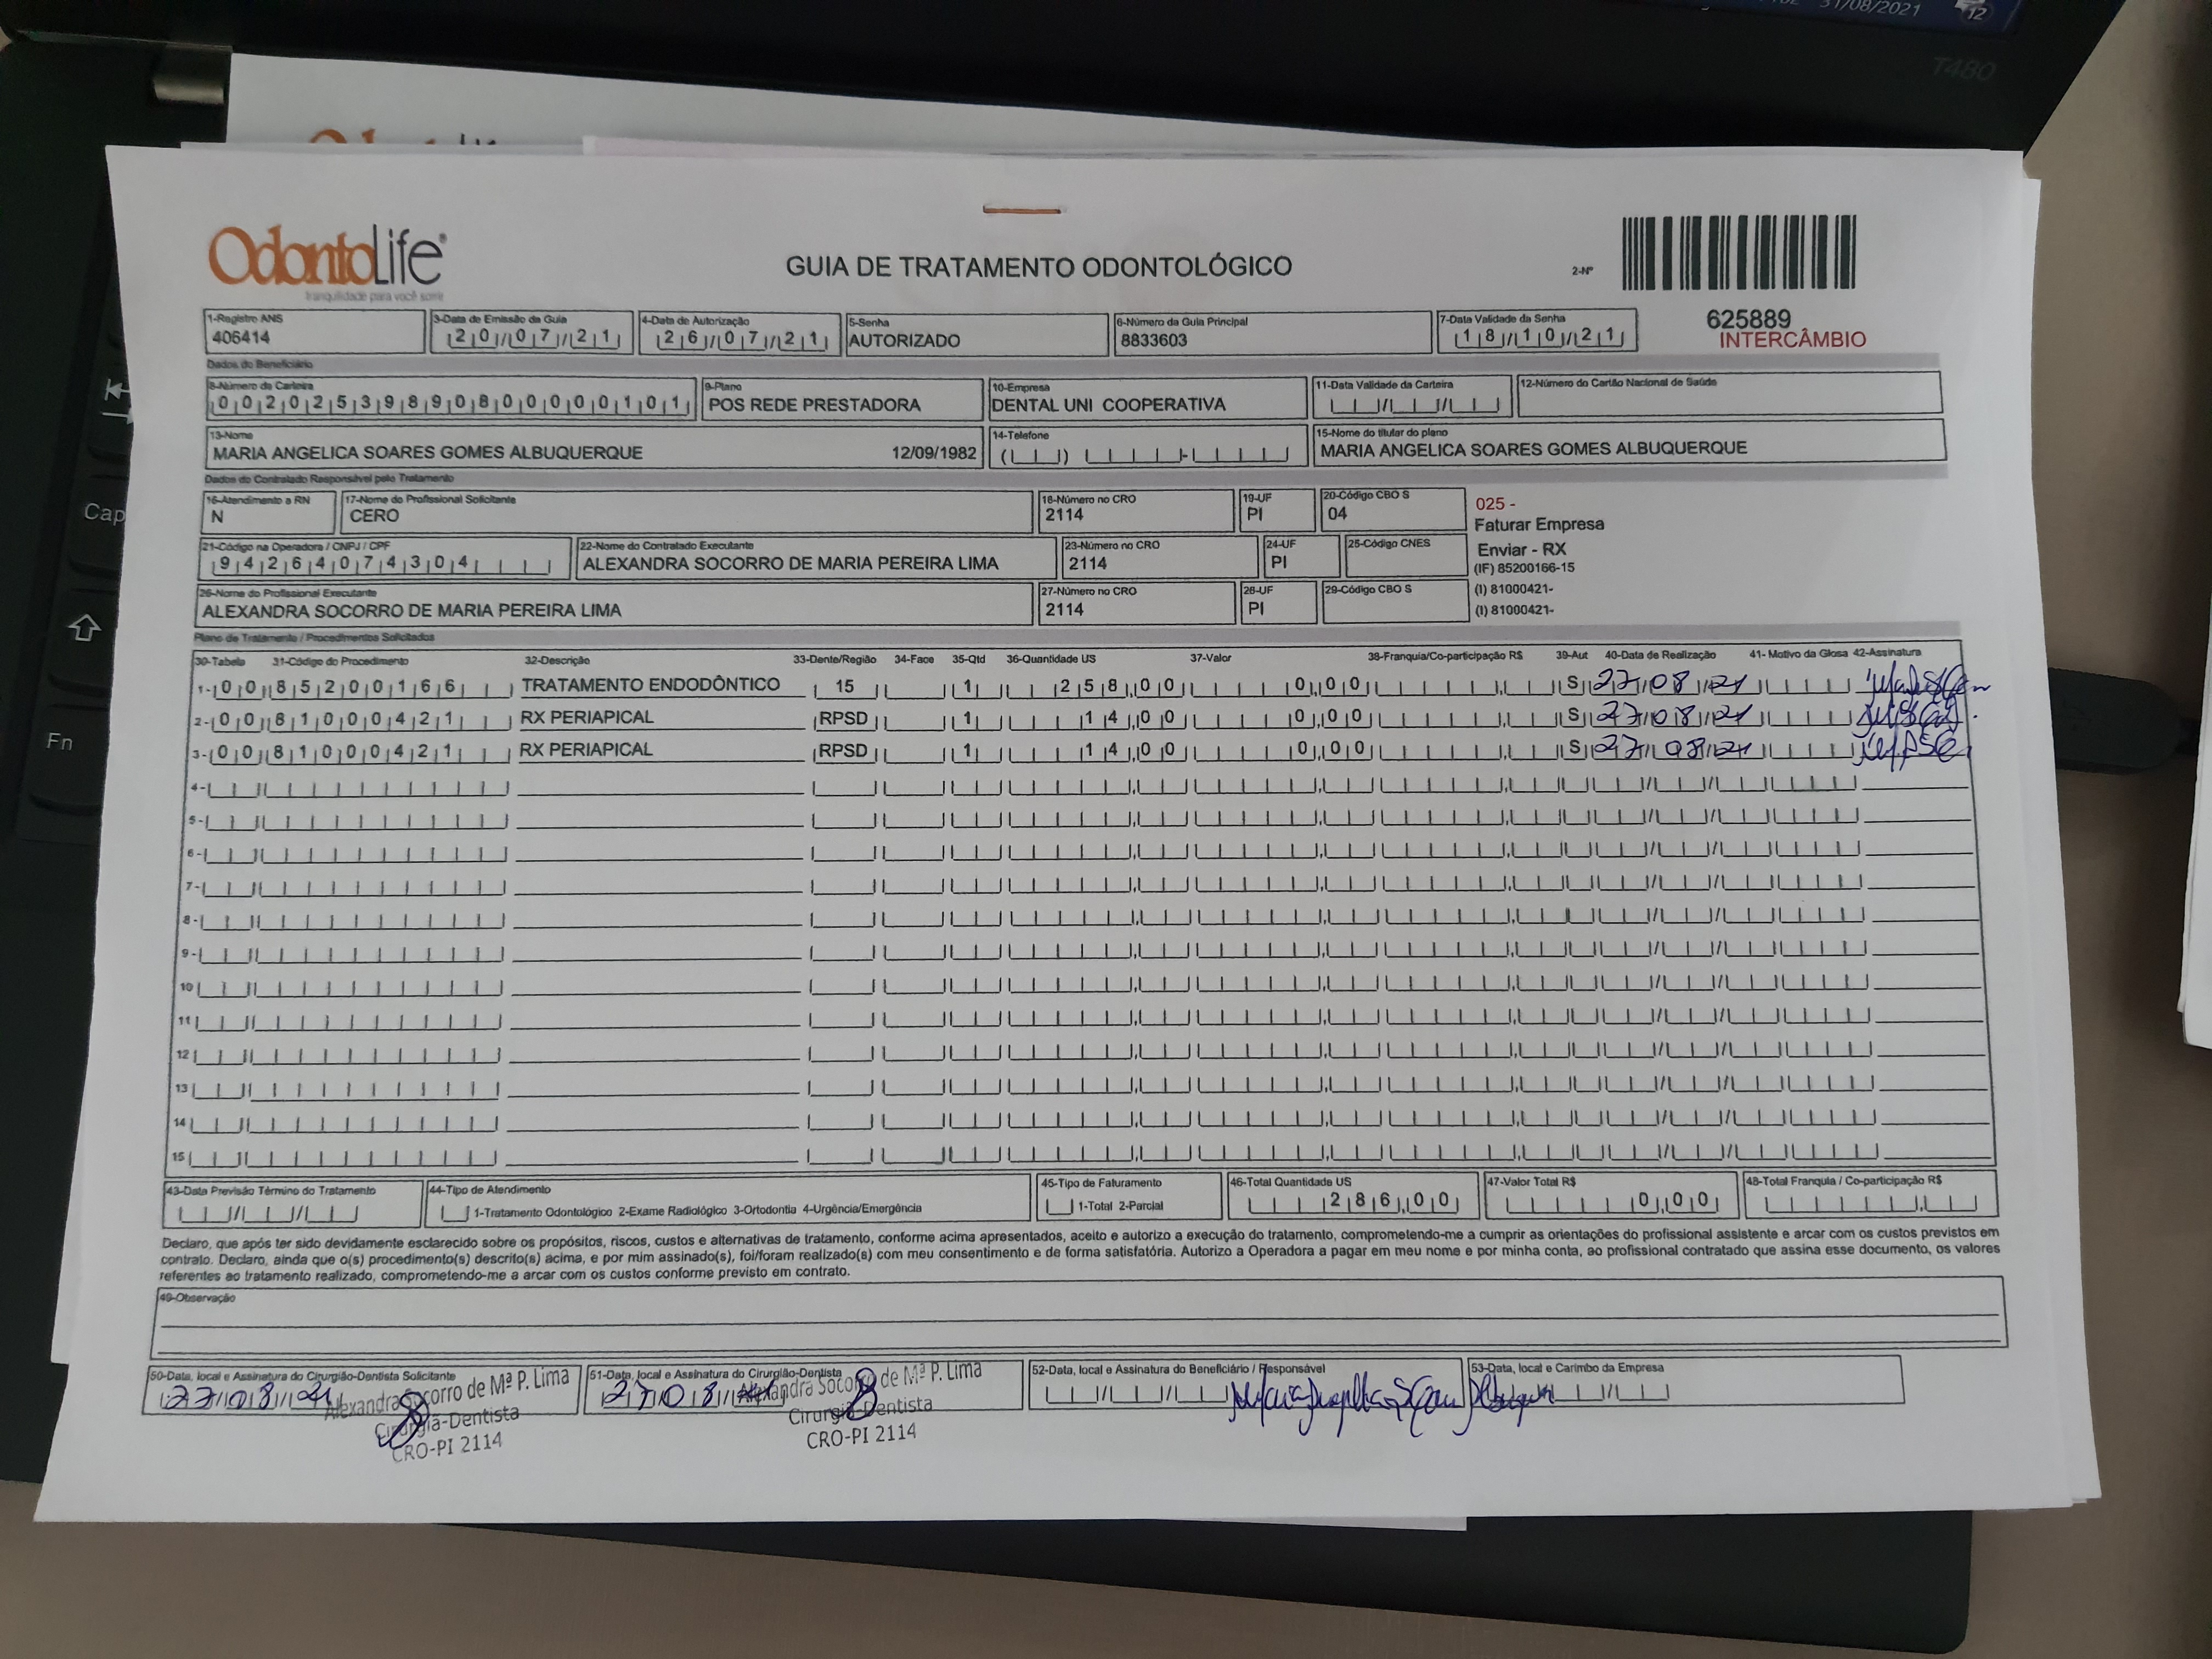 31/08/2021
12
T480
OdontoLife®
tranquilidade para você sorrir
GUIA DE TRATAMENTO ODONTOLÓGICO
2-Nº
625889
INTERCÂMBIO
1-Registro ANS
406414
3-Data de Emissão da Guia
20/07/21
4-Data de Autorização
26/07/21
5-Senha
AUTORIZADO
6-Número da Guia Principal
8833603
7-Data Validade da Senha
18/10/21
Dados do Beneficiário
8-Número da Carteira
00202539890800000101
9-Plano
POS REDE PRESTADORA
10-Empresa
DENTAL UNI COOPERATIVA
11-Data Validade da Carteira
12-Número do Cartão Nacional de Saúde
13-Nome
MARIA ANGELICA SOARES GOMES ALBUQUERQUE 12/09/1982
14-Telefone
15-Nome do titular do plano
MARIA ANGELICA SOARES GOMES ALBUQUERQUE
Dados do Contratado Responsável pelo Tratamento
16-Atendimento a RN
N
17-Nome do Profissional Solicitante
CERO
18-Número no CRO
2114
19-UF
PI
20-Código CBO S
04
025 -
Faturar Empresa
Enviar - RX
(IF) 85200166-15
(I) 81000421-
(I) 81000421-
21-Código na Operadora / CNPJ / CPF
94264074304
22-Nome do Contratado Executante
ALEXANDRA SOCORRO DE MARIA PEREIRA LIMA
23-Número no CRO
2114
24-UF
PI
25-Código CNES
26-Nome do Profissional Executante
ALEXANDRA SOCORRO DE MARIA PEREIRA LIMA
27-Número no CRO
2114
28-UF
PI
29-Código CBO S
Plano de Tratamento / Procedimentos Solicitados
30-Tabela 31-Código do Procedimento 32-Descrição 33-Dente/Região 34-Face 35-Qtd 36-Quantidade US 37-Valor 38-Franquia/Co-participação R$ 39-Aut 40-Data de Realização 41- Motivo da Glosa 42-Assinatura
1- 00 85200166 TRATAMENTO ENDODÔNTICO 15 1 258,00 0,00 S 27/08/21
2- 00 81000421 RX PERIAPICAL RPSD 1 14,00 0,00 S 27/08/21
3- 00 81000421 RX PERIAPICAL RPSD 1 14,00 0,00 S 27/08/21
4-
5-
6-
7-
8-
9-
10
11
12
13
14
15
43-Data Previsão Término do Tratamento
44-Tipo de Atendimento
1-Tratamento Odontológico 2-Exame Radiológico 3-Ortodontia 4-Urgência/Emergência
45-Tipo de Faturamento
1-Total 2-Parcial
46-Total Quantidade US
286,00
47-Valor Total R$
0,00
48-Total Franquia / Co-participação R$
Declaro, que após ter sido devidamente esclarecido sobre os propósitos, riscos, custos e alternativas de tratamento, conforme acima apresentados, aceito e autorizo a execução do tratamento, comprometendo-me a cumprir as orientações do profissional assistente e arcar com os custos previstos em
contrato. Declaro, ainda que o(s) procedimento(s) descrito(s) acima, e por mim assinado(s), foi/foram realizado(s) com meu consentimento e de forma satisfatória. Autorizo a Operadora a pagar em meu nome e por minha conta, ao profissional contratado que assina esse documento, os valores
referentes ao tratamento realizado, comprometendo-me a arcar com os custos conforme previsto em contrato.
49-Observação
50-Data, local e Assinatura do Cirurgião-Dentista Solicitante
27/08/21
Alexandra Socorro de Mª P. Lima
Cirurgiã-Dentista
CRO-PI 2114
51-Data, local e Assinatura do Cirurgião-Dentista
27/08/21
Alexandra Socorro de Mª P. Lima
Cirurgiã-Dentista
CRO-PI 2114
52-Data, local e Assinatura do Beneficiário / Responsável
53-Data, local e Carimbo da Empresa
Cap
Fn